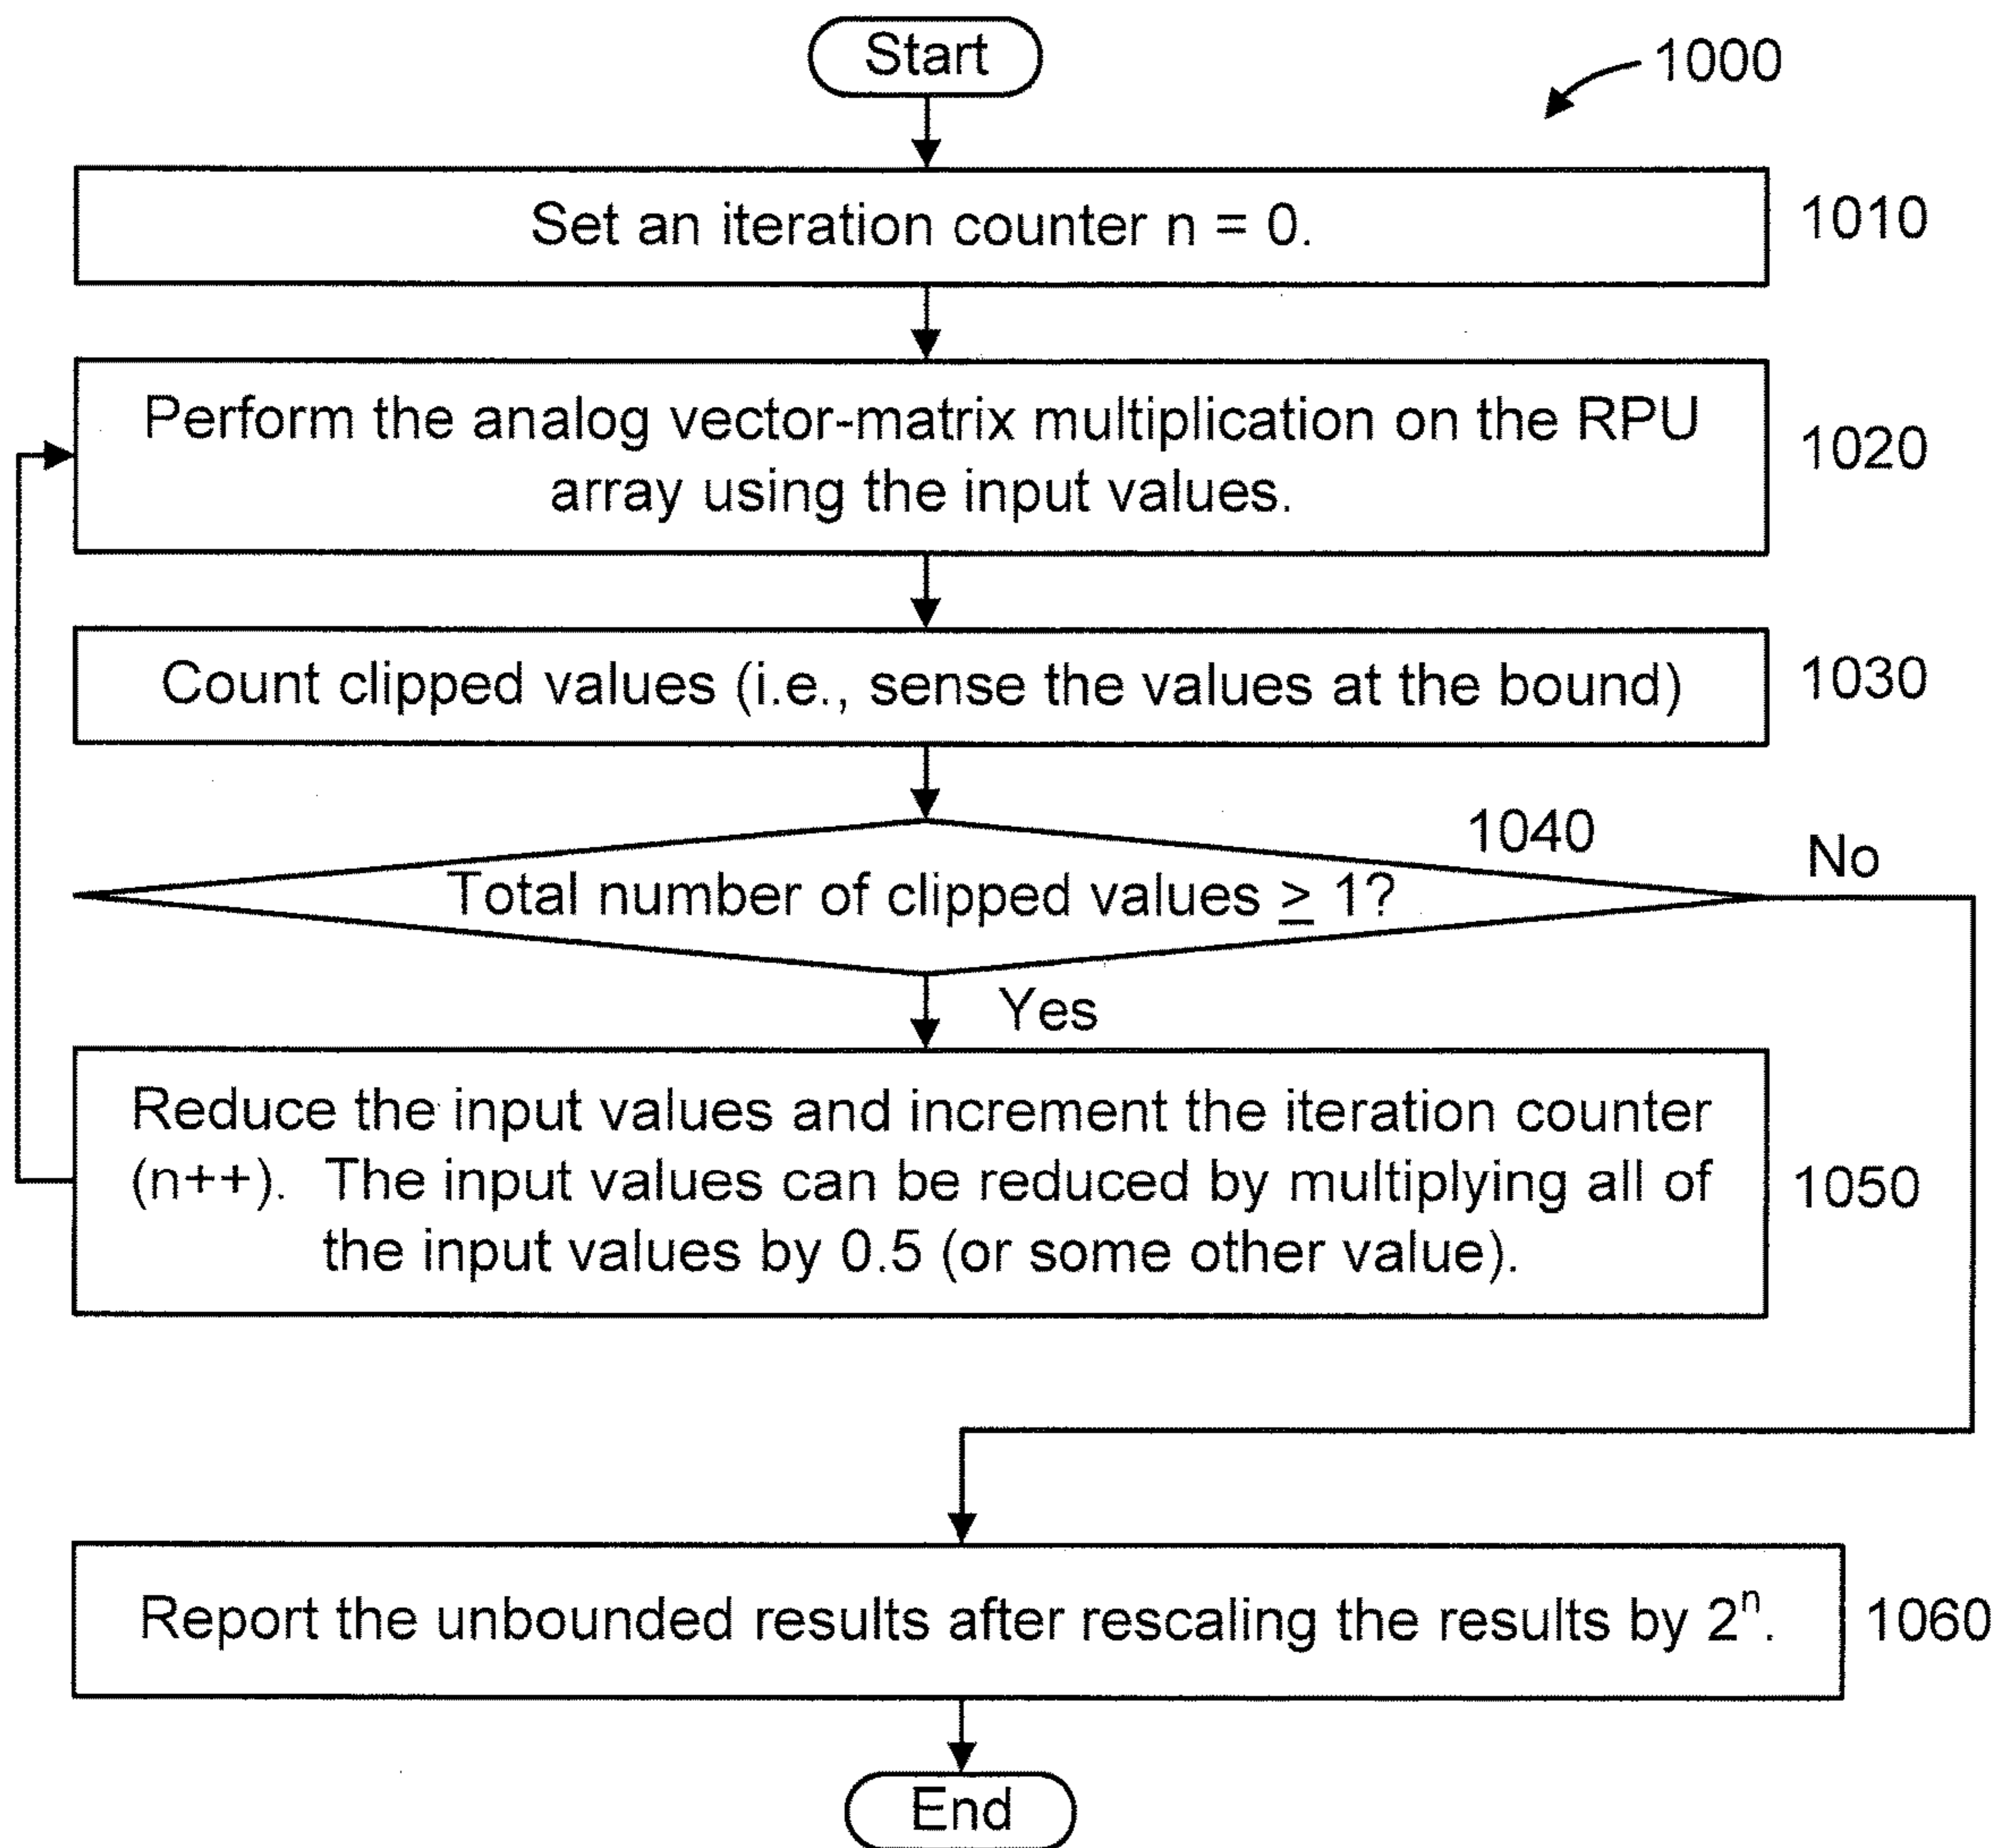 Start
1000
Set an iteration counter n = 0.
1010
Perform the analog vector-matrix multiplication on the RPU
array using the input values.
1020
Count clipped values (i.e., sense the values at the bound)
1030
1040
Total number of clipped values ≥ 1?
No
Yes
Reduce the input values and increment the iteration counter
(n++). The input values can be reduced by multiplying all of
the input values by 0.5 (or some other value).
1050
Report the unbounded results after rescaling the results by 2ⁿ.
1060
End